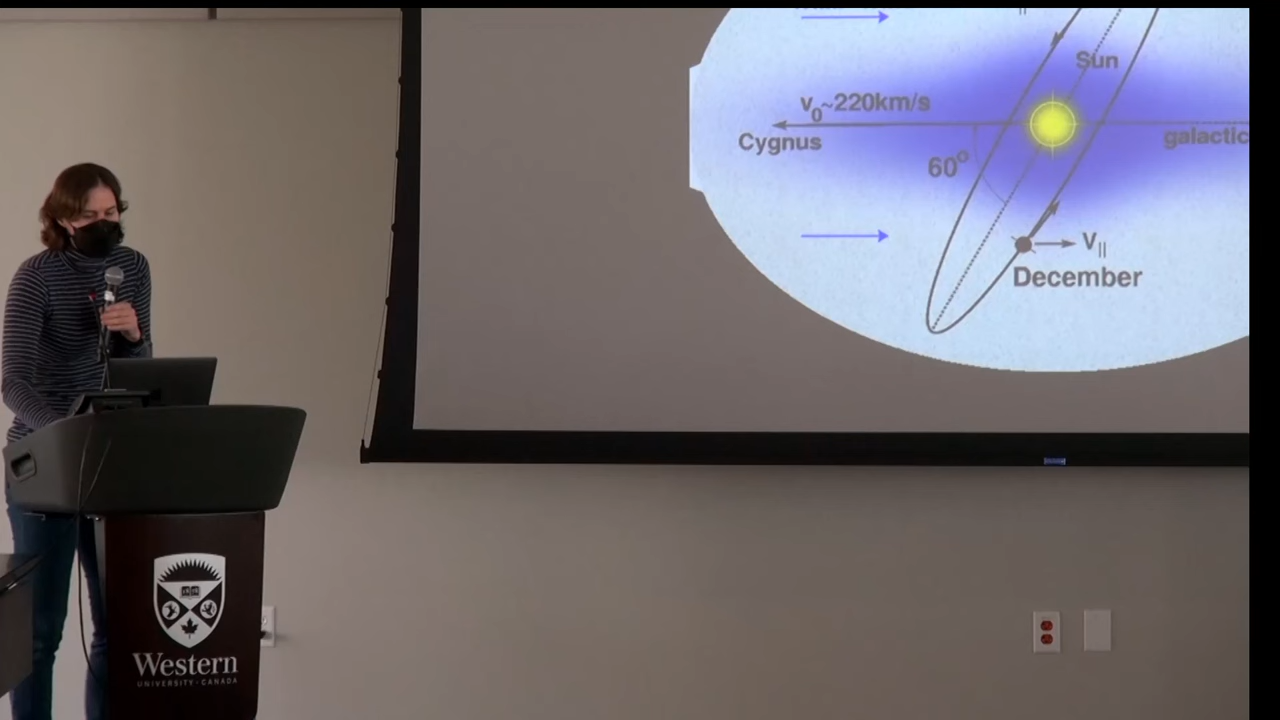 Sun
v0~220km/s
Cygnus
galactic
60°
V||
December
Western
UNIVERSITY·CANADA